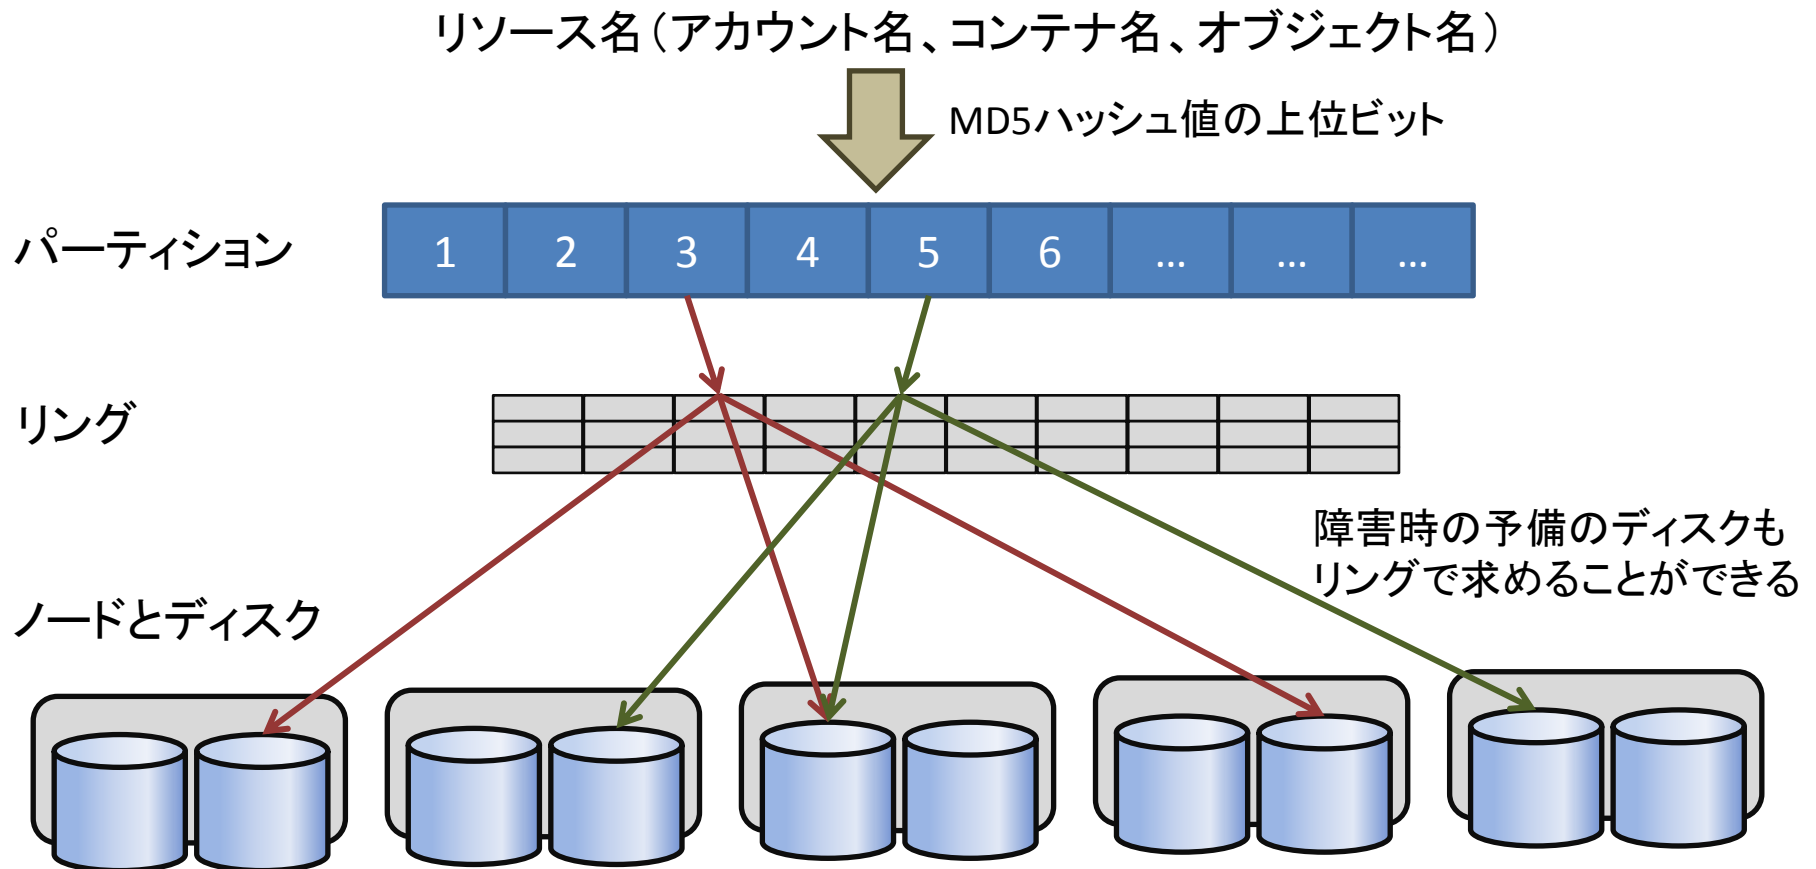 リソース名（アカウント名、コンテナ名、オブジェクト名）
MD5ハッシュ値の上位ビット
パーティション
1 2 3 4 5 6 … … …
リング
障害時の予備のディスクも
リングで求めることができる
ノードとディスク